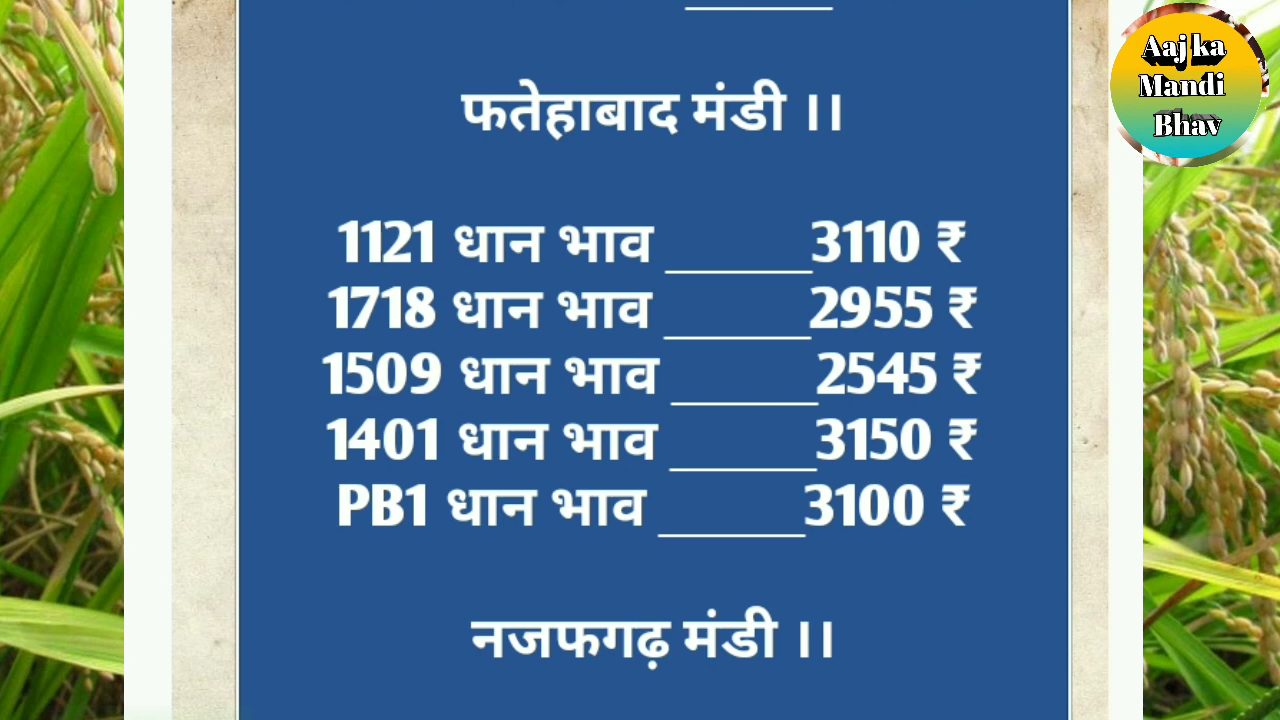 Aaj ka
Mandi
Bhav
फतेहाबाद मंडी ।।
1121 धान भाव ______3110 ₹
1718 धान भाव ______2955 ₹
1509 धान भाव ______2545 ₹
1401 धान भाव ______3150 ₹
PB1 धान भाव ______3100 ₹
नजफगढ़ मंडी ।।